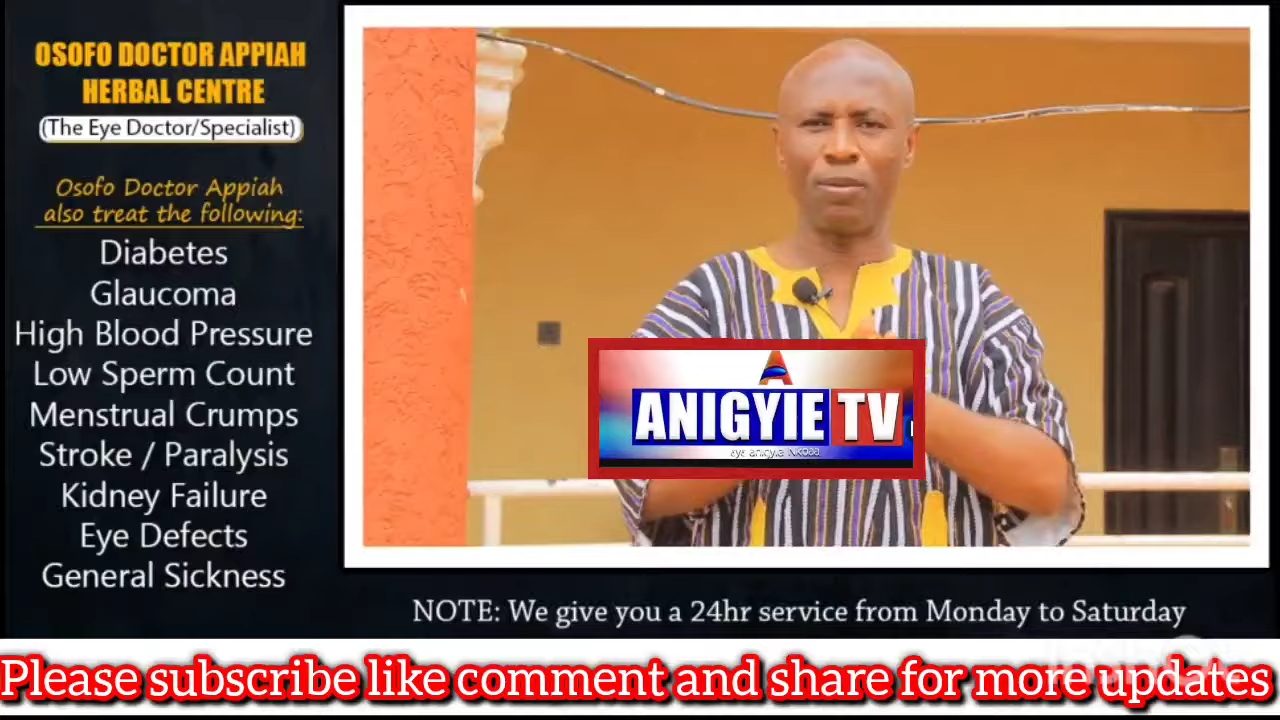 OSOFO DOCTOR APPIAH
HERBAL CENTRE
(The Eye Doctor/Specialist)
Osofo Doctor Appiah
also treat the following:
Diabetes
Glaucoma
High Blood Pressure
Low Sperm Count
Menstrual Crumps
Stroke / Paralysis
Kidney Failure
Eye Defects
General Sickness
A
ANIGYIE TV
NOTE: We give you a 24hr service from Monday to Saturday
Please subscribe like comment and share for more updates